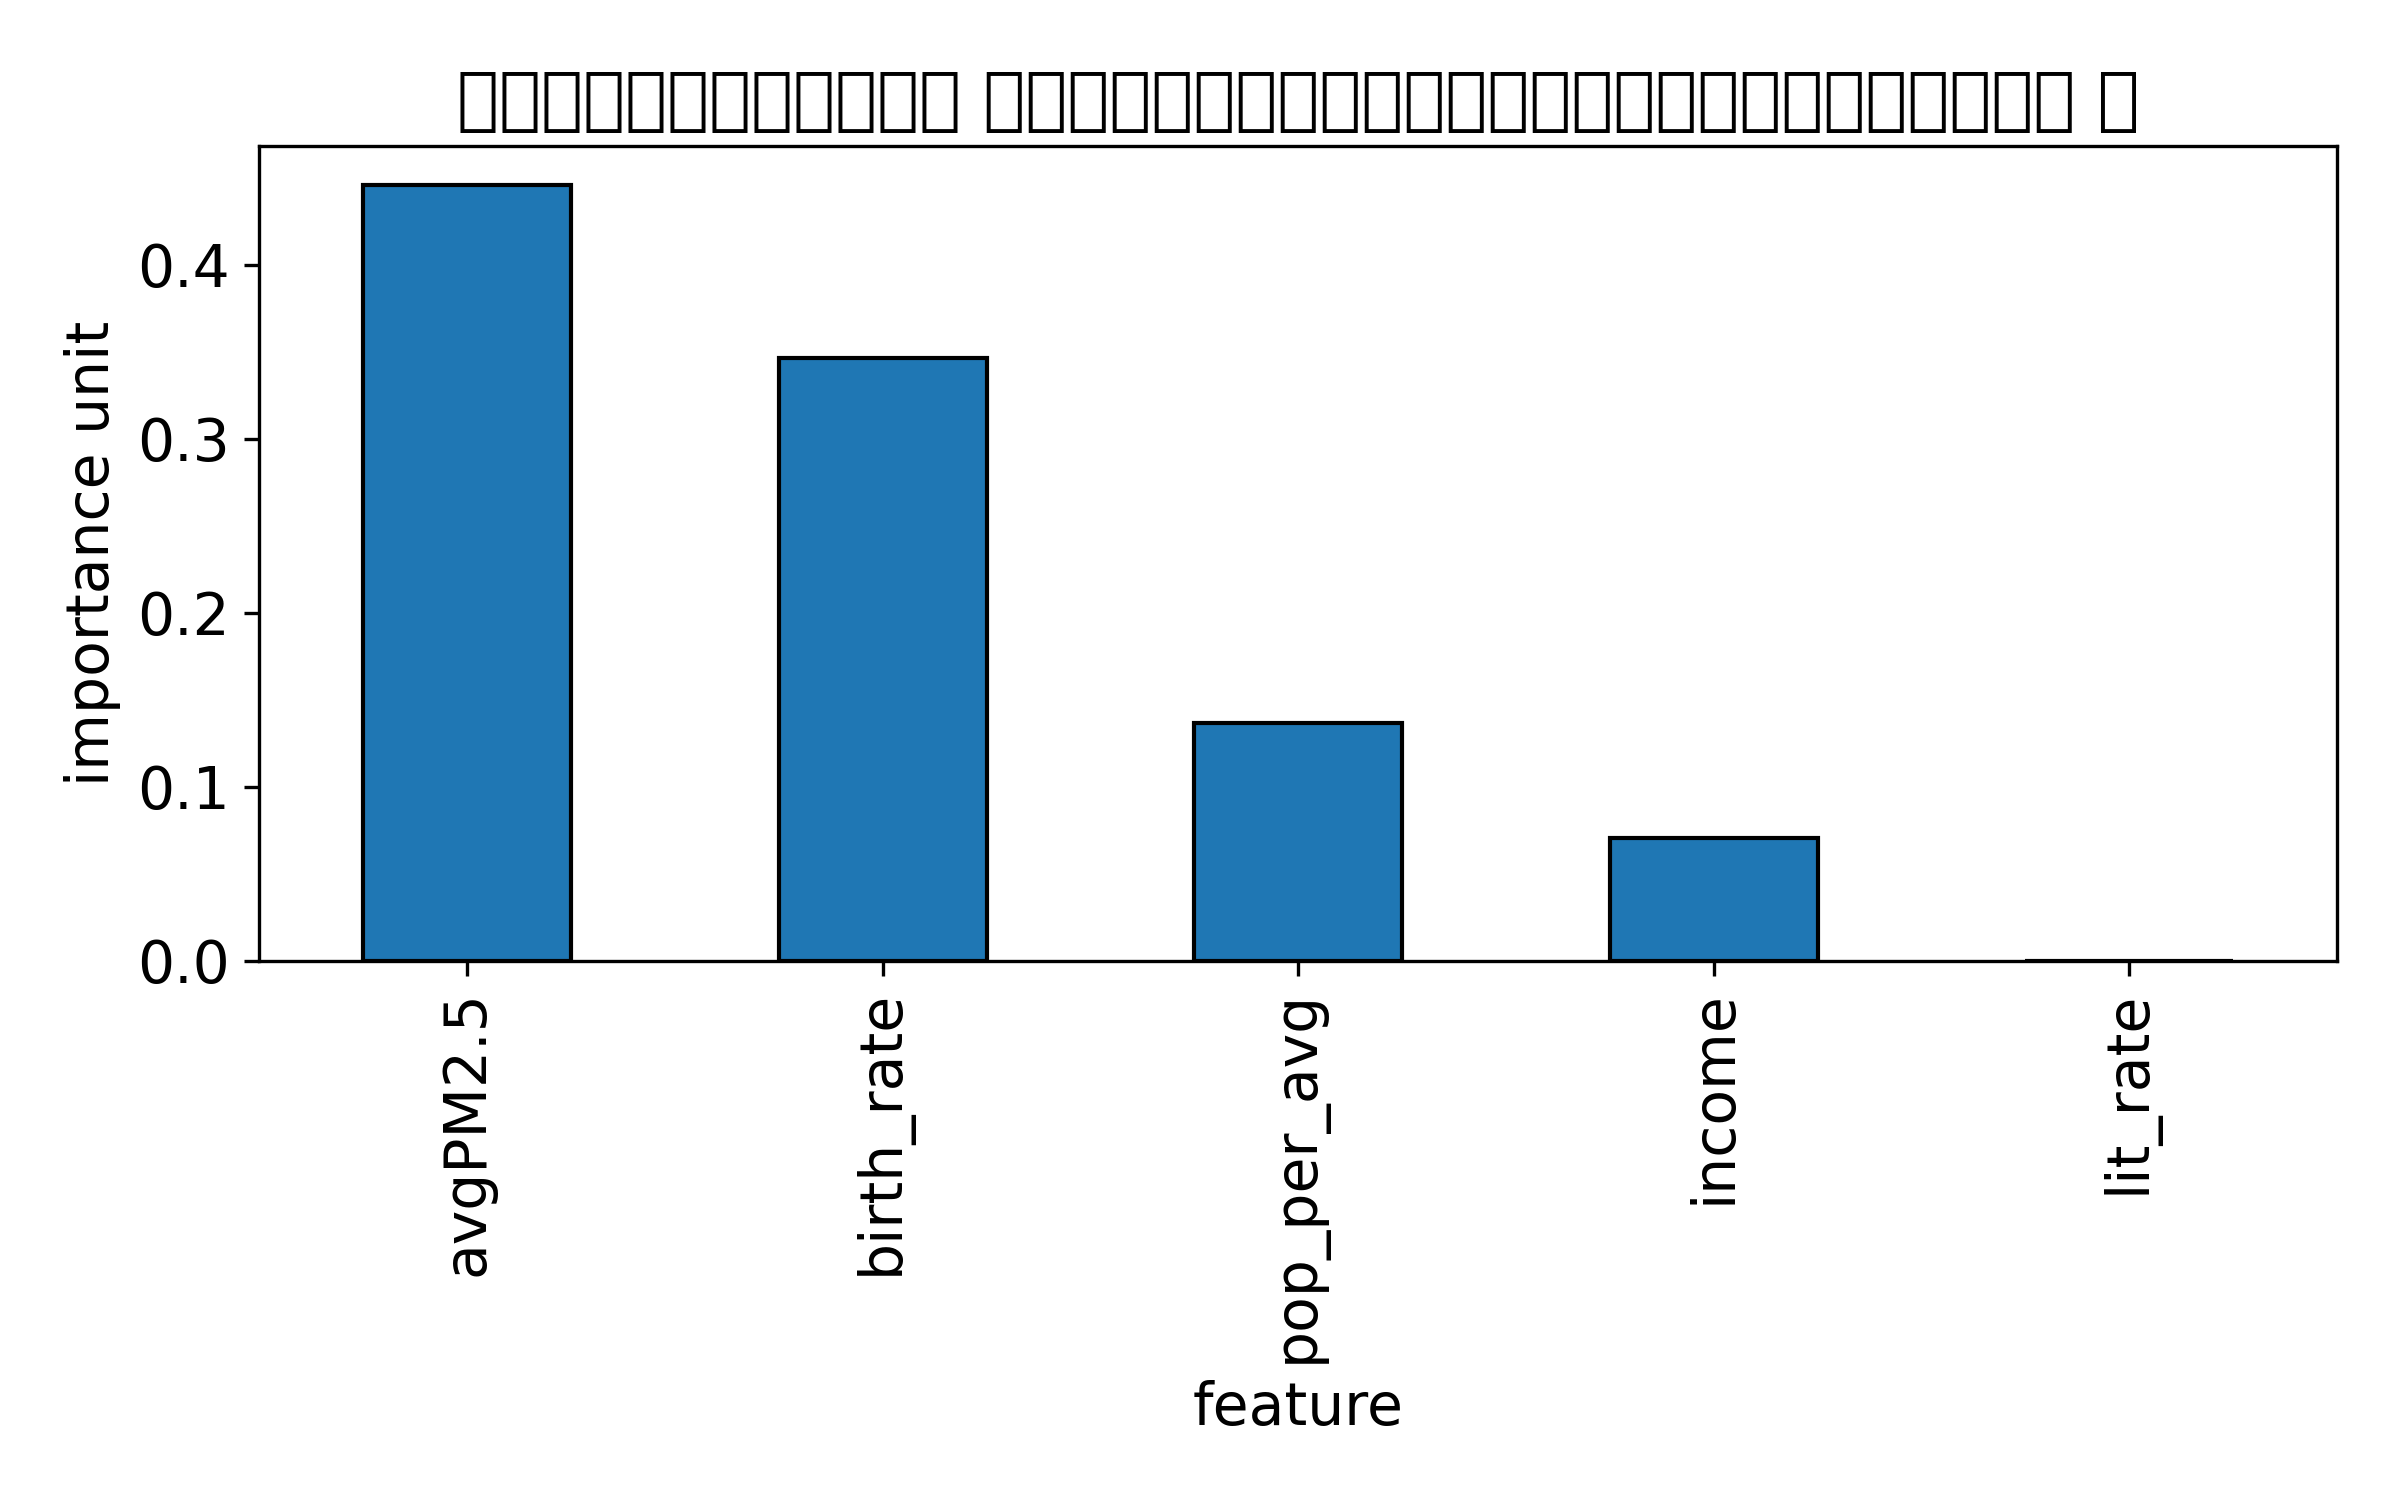 0.4
0.3
0.2
0.1
0.0
importance unit
avgPM2.5
birth_rate
pop_per_avg
income
lit_rate
feature